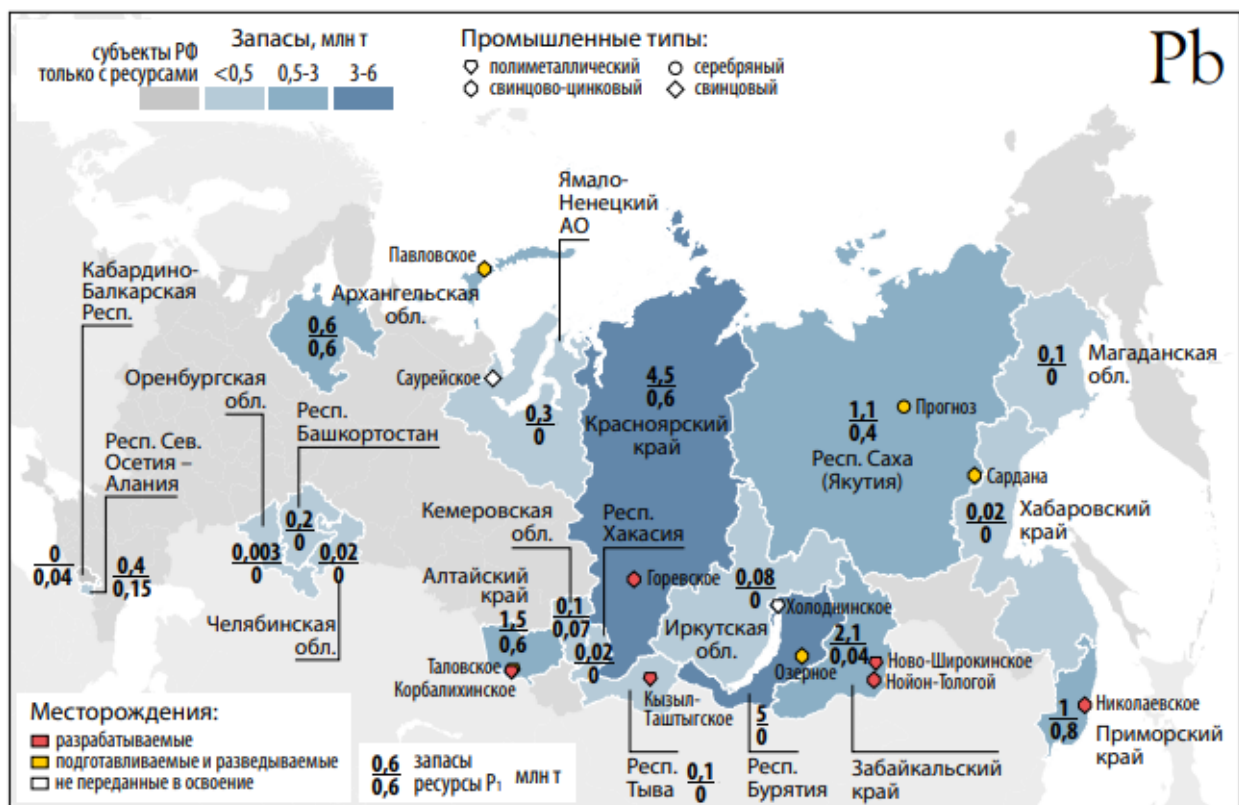 Pb
субъекты РФ
только с ресурсами
Запасы, млн т
<0,5 0,5-3 3-6
Промышленные типы:
полиметаллический
серебряный
свинцово-цинковый
свинцовый
Ямало-
Ненецкий
АО
Павловское
Кабардино-
Балкарская
Респ.
Архангельская
обл.
0,6
0,6
Саурейское
0,3
0
4,5
0,6
Красноярский
край
1,1
0,4
Респ. Саха
(Якутия)
Прогноз
0,1
0
Магаданская
обл.
Оренбургская
обл.
Респ.
Башкортостан
Респ. Сев.
Осетия –
Алания
Сардана
0,02
0
Хабаровский
край
Кемеровская
обл.
Респ.
Хакасия
0,2
0
0,003
0
0,02
0
0
0,04
0,4
0,15
Челябинская
обл.
Алтайский
край
1,5
0,6
0,1
0,07
0,02
0
Горевское
0,08
0
Холоднинское
Иркутская
обл.
2,1
0,04
Озерное
Ново-Широкинское
Нойон-Тологой
Таловское
Корбалихинское
Кызыл-
Таштыгское
5
0
Николаевское
1
0,8
Приморский
край
Респ.
Тыва
0,1
0
Респ.
Бурятия
Забайкальский
край
Месторождения:
разрабатываемые
подготавливаемые и разведываемые
не переданные в освоение
0,6
0,6
запасы
ресурсы P₁
млн т